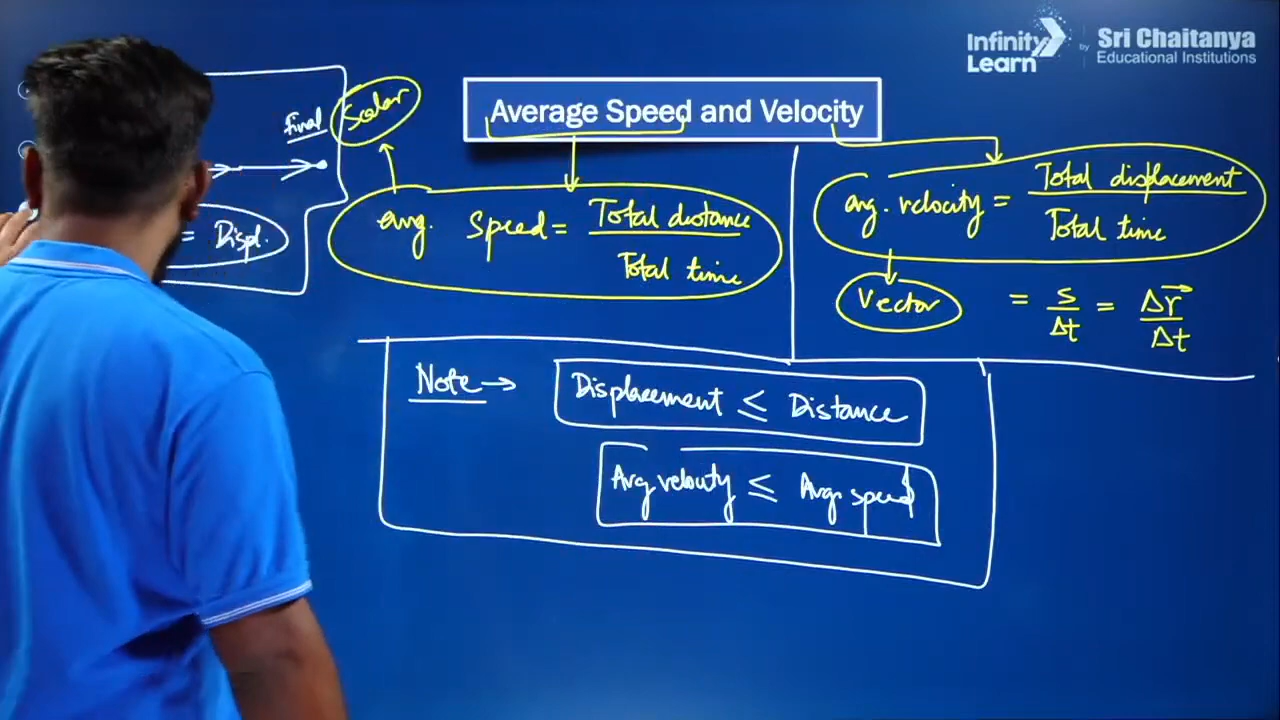 Infinity Learn
by
Sri Chaitanya
Educational Institutions
Average Speed and Velocity
Final
Scalar
= Displ.
avg. Speed = Total distance
Total time
avg. velocity = Total displacement
Total time
Vector
= s/Δt = Δr⃗/Δt
Note →
Displacement ≤ Distance
Avg velocity ≤ Avg. speed